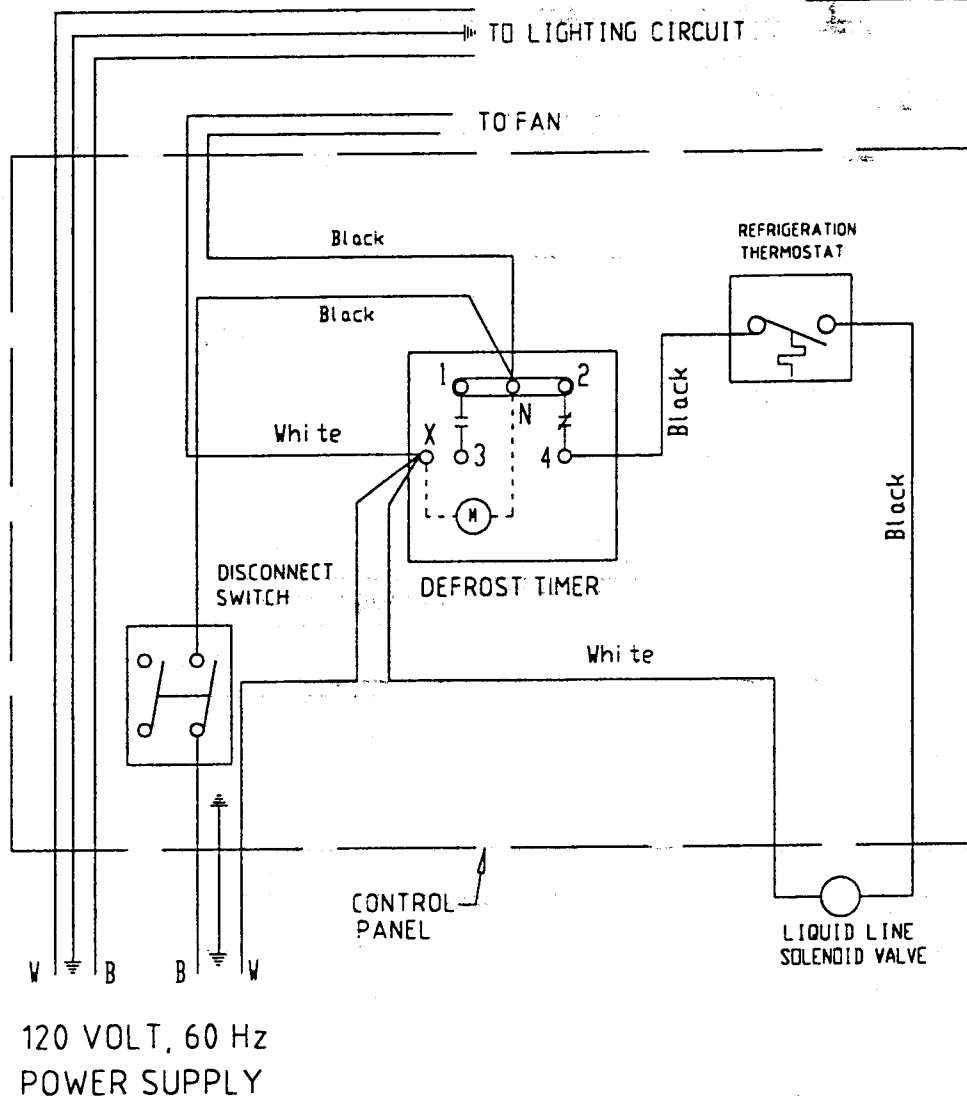 TO LIGHTING CIRCUIT
TO FAN
Black
REFRIGERATION
THERMOSTAT
Black
1
2
N
Black
White
X
3
4
Black
M
DISCONNECT
SWITCH
DEFROST TIMER
White
CONTROL
PANEL
LIQUID LINE
SOLENOID VALVE
W
B
B
W
120 VOLT, 60 Hz
POWER SUPPLY